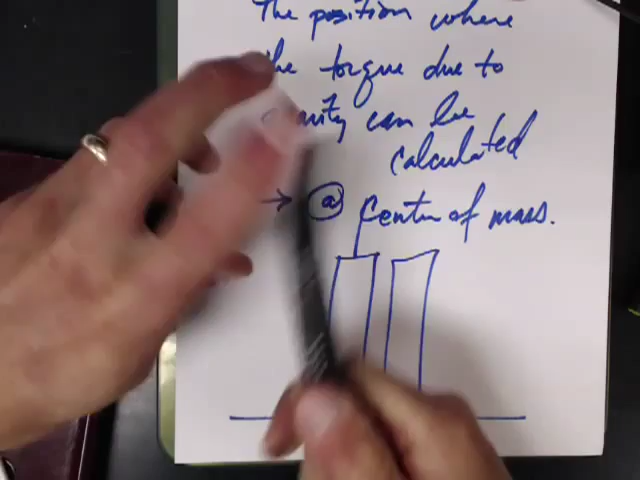 The position where
the torque due to
can be
calculated
→ @ Center of mass.